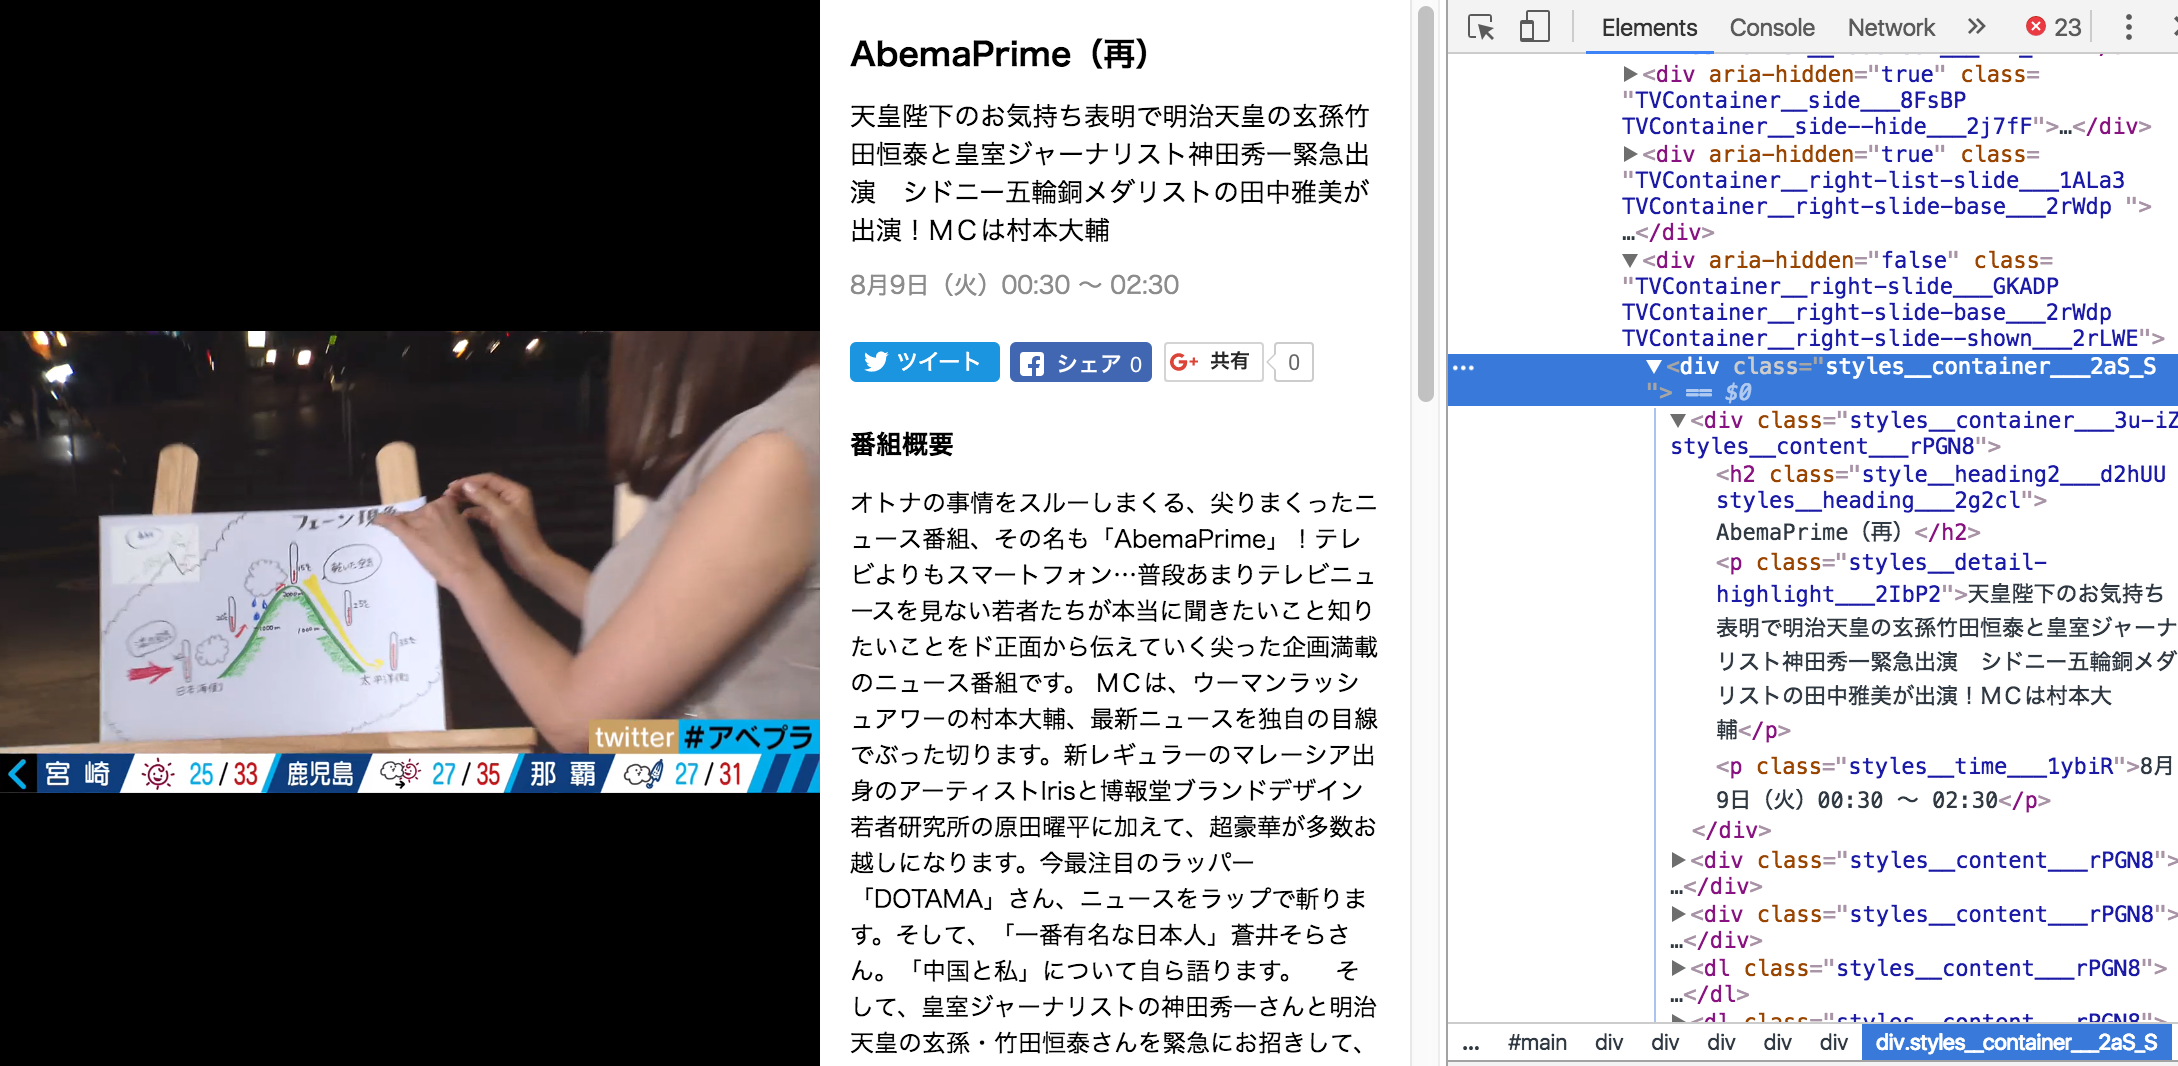 フェーン現
15℃
乾いた空気
2000m
1000m
1000m
25℃
日本海側
太平洋側
twitter #アベプラ
宮崎 25/33 鹿児島 27/35 那覇 27/31
AbemaPrime（再）
天皇陛下のお気持ち表明で明治天皇の玄孫竹
田恒泰と皇室ジャーナリスト神田秀一緊急出
演　シドニー五輪銅メダリストの田中雅美が
出演！ＭＣは村本大輔
8月9日（火）00:30 〜 02:30
ツイート
シェア 0
G+ 共有
0
番組概要
オトナの事情をスルーしまくる、尖りまくったニ
ュース番組、その名も「AbemaPrime」！テレ
ビよりもスマートフォン…普段あまりテレビニュ
ースを見ない若者たちが本当に聞きたいこと知り
たいことをド正面から伝えていく尖った企画満載
のニュース番組です。 ＭＣは、ウーマンラッシ
ュアワーの村本大輔、最新ニュースを独自の目線
でぶった切ります。新レギュラーのマレーシア出
身のアーティストIrisと博報堂ブランドデザイン
若者研究所の原田曜平に加えて、超豪華が多数お
越しになります。今最注目のラッパー
「DOTAMA」さん、ニュースをラップで斬りま
す。そして、「一番有名な日本人」蒼井そらさ
ん。「中国と私」について自ら語ります。　そ
して、皇室ジャーナリストの神田秀一さんと明治
天皇の玄孫・竹田恒泰さんを緊急にお招きして、
Elements Console Network 23
<div aria-hidden="true" class=
"TVContainer__side___8FsBP
TVContainer__side--hide___2j7fF">…</div>
<div aria-hidden="true" class=
"TVContainer__right-list-slide___1ALa3
TVContainer__right-slide-base___2rWdp ">
…</div>
<div aria-hidden="false" class=
"TVContainer__right-slide___GKADP
TVContainer__right-slide-base___2rWdp
TVContainer__right-slide--shown___2rLWE">
… <div class="styles__container___2aS_S
"> == $0
<div class="styles__container___3u-iZ
styles__content___rPGN8">
<h2 class="style__heading2___d2hUU
styles__heading___2g2cl">
AbemaPrime（再）</h2>
<p class="styles__detail-
highlight___2IbP2">天皇陛下のお気持ち
表明で明治天皇の玄孫竹田恒泰と皇室ジャーナ
リスト神田秀一緊急出演　シドニー五輪銅メダ
リストの田中雅美が出演！ＭＣは村本大
輔</p>
<p class="styles__time___1ybiR">8月
9日（火）00:30 〜 02:30</p>
</div>
<div class="styles__content___rPGN8">
…</div>
<div class="styles__content___rPGN8">
…</div>
<dl class="styles__content___rPGN8">
…</dl>
<dl class="styles__content___rPGN8">
… #main div div div div div div.styles__container___2aS_S